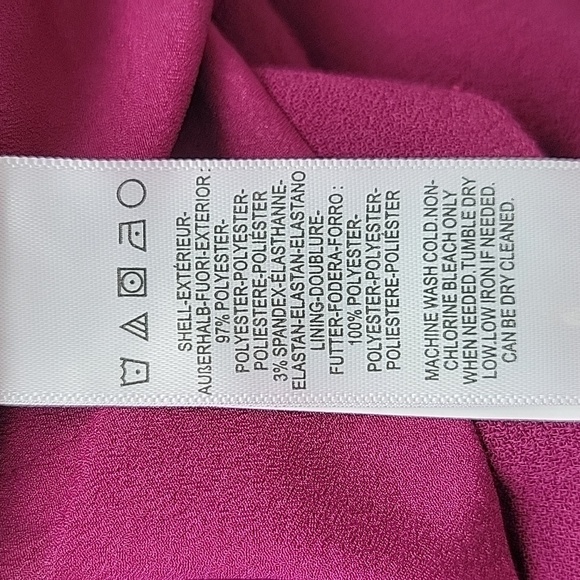 SHELL-EXTÉRIEUR-
AUßERHALB-FUORI-EXTERIOR :
97% POLYESTER-
POLYESTER-POLYESTER-
POLIESTERE-POLIÉSTER
3% SPANDEX-ELASTHANNE-
ELASTAN-ELASTAN-ELASTANO
LINING-DOUBLURE-
FUTTER-FODERA-FORRO :
100% POLYESTER-
POLYESTER-POLYESTER-
POLIESTERE-POLIÉSTER
MACHINE WASH COLD.NON-
CHLORINE BLEACH ONLY
WHEN NEEDED.TUMBLE DRY
LOW.LOW IRON IF NEEDED.
CAN BE DRY CLEANED.